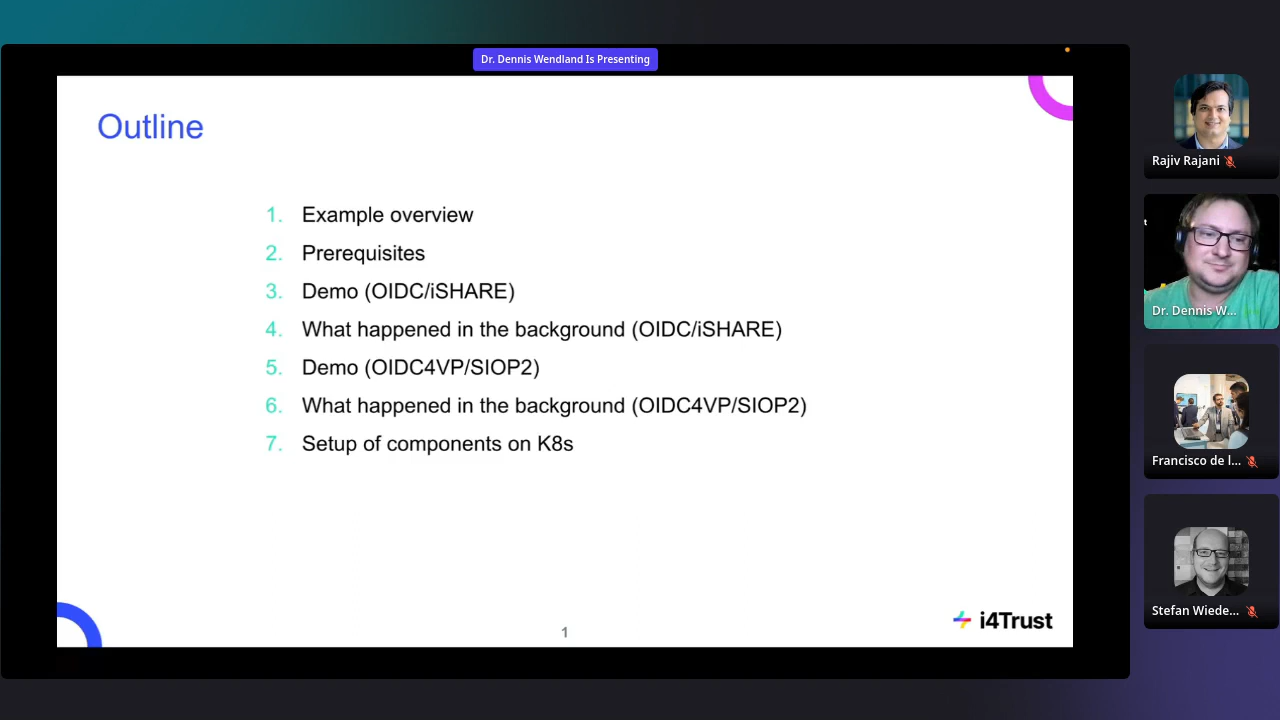 Dr. Dennis Wendland Is Presenting
Outline
1. Example overview
2. Prerequisites
3. Demo (OIDC/iSHARE)
4. What happened in the background (OIDC/iSHARE)
5. Demo (OIDC4VP/SIOP2)
6. What happened in the background (OIDC4VP/SIOP2)
7. Setup of components on K8s
1
i4Trust
Rajiv Rajani
Dr. Dennis W...
Francisco de l...
Stefan Wiede...